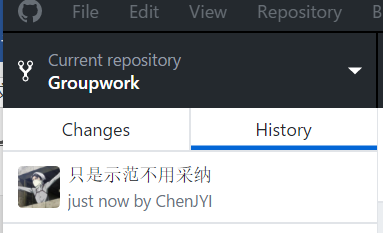 File Edit View Repository B
Current repository
Groupwork
Changes History
只是示范不用采纳
just now by ChenJYI